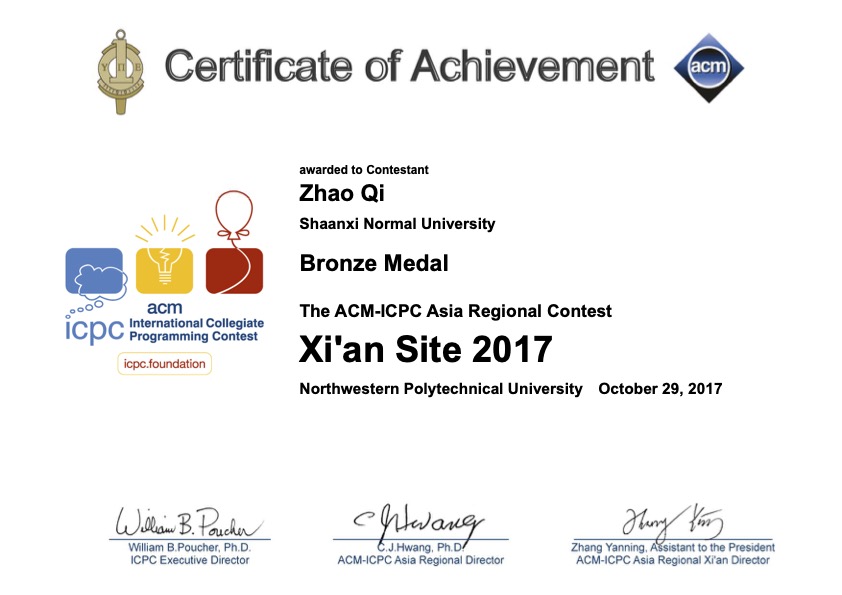 Certificate of Achievement
ΥΠΕ
acm
awarded to Contestant
Zhao Qi
Shaanxi Normal University
Bronze Medal
The ACM-ICPC Asia Regional Contest
Xi'an Site 2017
Northwestern Polytechnical University October 29, 2017
acm
icpc International Collegiate
Programming Contest
icpc.foundation
William B. Poucher
William B.Poucher, Ph.D.
ICPC Executive Director
C J Hwang
C.J.Hwang, Ph.D.
ACM-ICPC Asia Regional Director
Zhang Yanning, Assistant to the President
ACM-ICPC Asia Regional Xi'an Director